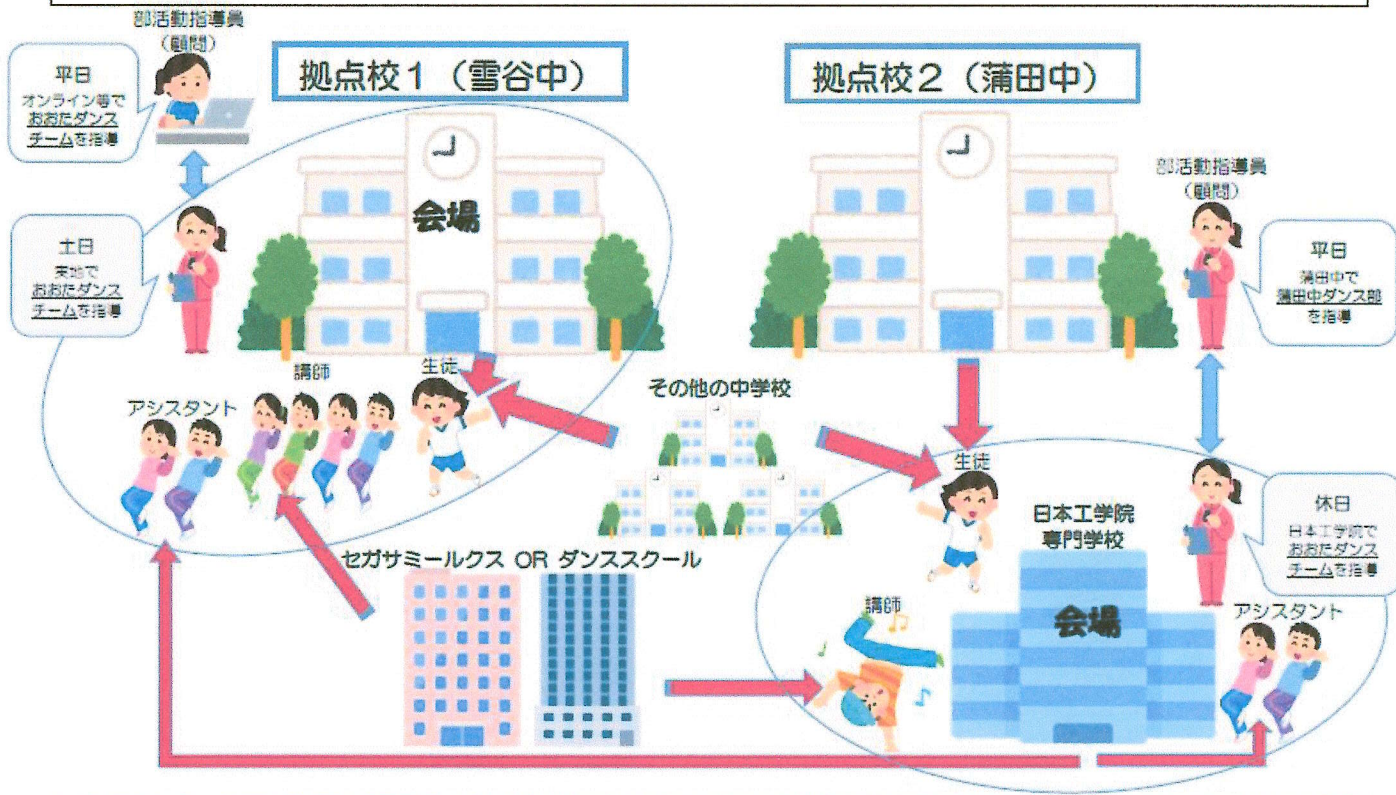 部活動指導員
(顧問)
平日
オンライン等で
おおたダンス
チームを指導
拠点校1（雪谷中）
会場
土日
実地で
おおたダンス
チームを指導
アシスタント
講師
生徒
拠点校2（蒲田中）
部活動指導員
(顧問)
平日
蒲田中で
蒲田中ダンス部
を指導
その他の中学校
生徒
セガサミールクス OR ダンススクール
講師
日本工学院
専門学校
会場
休日
日本工学院で
おおたダンス
チームを指導
アシスタント